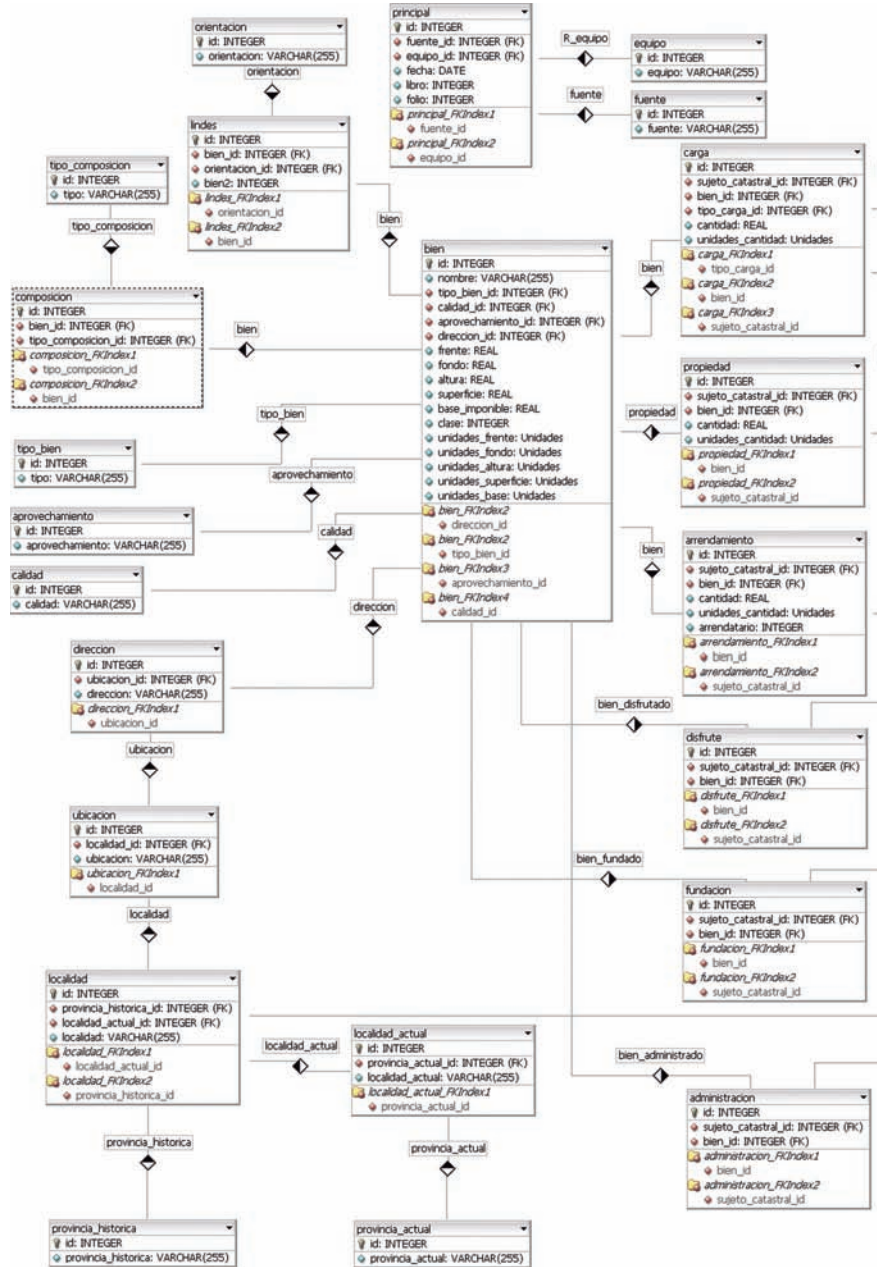 orientacion
id: INTEGER
orientacion: VARCHAR(255)
orientacion
principal
id: INTEGER
fuente_id: INTEGER (FK)
equipo_id: INTEGER (FK)
fecha: DATE
libro: INTEGER
folio: INTEGER
principal_FKIndex1
fuente_id
principal_FKIndex2
equipo_id
R_equipo
equipo
id: INTEGER
equipo: VARCHAR(255)
fuente
fuente
id: INTEGER
fuente: VARCHAR(255)
lindes
id: INTEGER
bien_id: INTEGER (FK)
orientacion_id: INTEGER (FK)
bien2: INTEGER
lindes_FKIndex1
orientacion_id
lindes_FKIndex2
bien_id
bien
tipo_composicion
id: INTEGER
tipo: VARCHAR(255)
tipo_composicion
composicion
id: INTEGER
bien_id: INTEGER (FK)
tipo_composicion_id: INTEGER (FK)
composicion_FKIndex1
tipo_composicion_id
composicion_FKIndex2
bien_id
bien
bien
id: INTEGER
nombre: VARCHAR(255)
tipo_bien_id: INTEGER (FK)
calidad_id: INTEGER (FK)
aprovechamiento_id: INTEGER (FK)
direccion_id: INTEGER (FK)
frente: REAL
fondo: REAL
altura: REAL
superficie: REAL
base_imponible: REAL
clase: INTEGER
unidades_frente: Unidades
unidades_fondo: Unidades
unidades_altura: Unidades
unidades_superficie: Unidades
unidades_base: Unidades
bien_FKIndex2
direccion_id
bien_FKIndex2
tipo_bien_id
bien_FKIndex3
aprovechamiento_id
bien_FKIndex4
calidad_id
carga
id: INTEGER
sujeto_catastral_id: INTEGER (FK)
bien_id: INTEGER (FK)
tipo_carga_id: INTEGER (FK)
cantidad: REAL
unidades_cantidad: Unidades
carga_FKIndex1
tipo_carga_id
carga_FKIndex2
bien_id
carga_FKIndex3
sujeto_catastral_id
bien
propiedad
id: INTEGER
sujeto_catastral_id: INTEGER (FK)
bien_id: INTEGER (FK)
cantidad: REAL
unidades_cantidad: Unidades
propiedad_FKIndex1
bien_id
propiedad_FKIndex2
sujeto_catastral_id
propiedad
tipo_bien
tipo_bien
id: INTEGER
tipo: VARCHAR(255)
aprovechamiento
aprovechamiento
id: INTEGER
aprovechamiento: VARCHAR(255)
calidad
calidad
id: INTEGER
calidad: VARCHAR(255)
bien
arrendamiento
id: INTEGER
sujeto_catastral_id: INTEGER (FK)
bien_id: INTEGER (FK)
cantidad: REAL
unidades_cantidad: Unidades
arrendatario: INTEGER
arrendamiento_FKIndex1
bien_id
arrendamiento_FKIndex2
sujeto_catastral_id
direccion
direccion
id: INTEGER
ubicacion_id: INTEGER (FK)
direccion: VARCHAR(255)
direccion_FKIndex1
ubicacion_id
ubicacion
bien_disfrutado
disfrute
id: INTEGER
sujeto_catastral_id: INTEGER (FK)
bien_id: INTEGER (FK)
disfrute_FKIndex1
bien_id
disfrute_FKIndex2
sujeto_catastral_id
ubicacion
id: INTEGER
localidad_id: INTEGER (FK)
ubicacion: VARCHAR(255)
ubicacion_FKIndex1
localidad_id
localidad
bien_fundado
fundacion
id: INTEGER
sujeto_catastral_id: INTEGER (FK)
bien_id: INTEGER (FK)
fundacion_FKIndex1
bien_id
fundacion_FKIndex2
sujeto_catastral_id
localidad
id: INTEGER
provincia_historica_id: INTEGER (FK)
localidad_actual_id: INTEGER (FK)
localidad: VARCHAR(255)
localidad_FKIndex1
localidad_actual_id
localidad_FKIndex2
provincia_historica_id
localidad_actual
localidad_actual
id: INTEGER
provincia_actual_id: INTEGER (FK)
localidad_actual: VARCHAR(255)
localidad_actual_FKIndex1
provincia_actual_id
bien_administrado
administracion
id: INTEGER
sujeto_catastral_id: INTEGER (FK)
bien_id: INTEGER (FK)
administracion_FKIndex1
bien_id
administracion_FKIndex2
sujeto_catastral_id
provincia_historica
provincia_actual
provincia_historica
id: INTEGER
provincia_historica: VARCHAR(255)
provincia_actual
id: INTEGER
provincia_actual: VARCHAR(255)